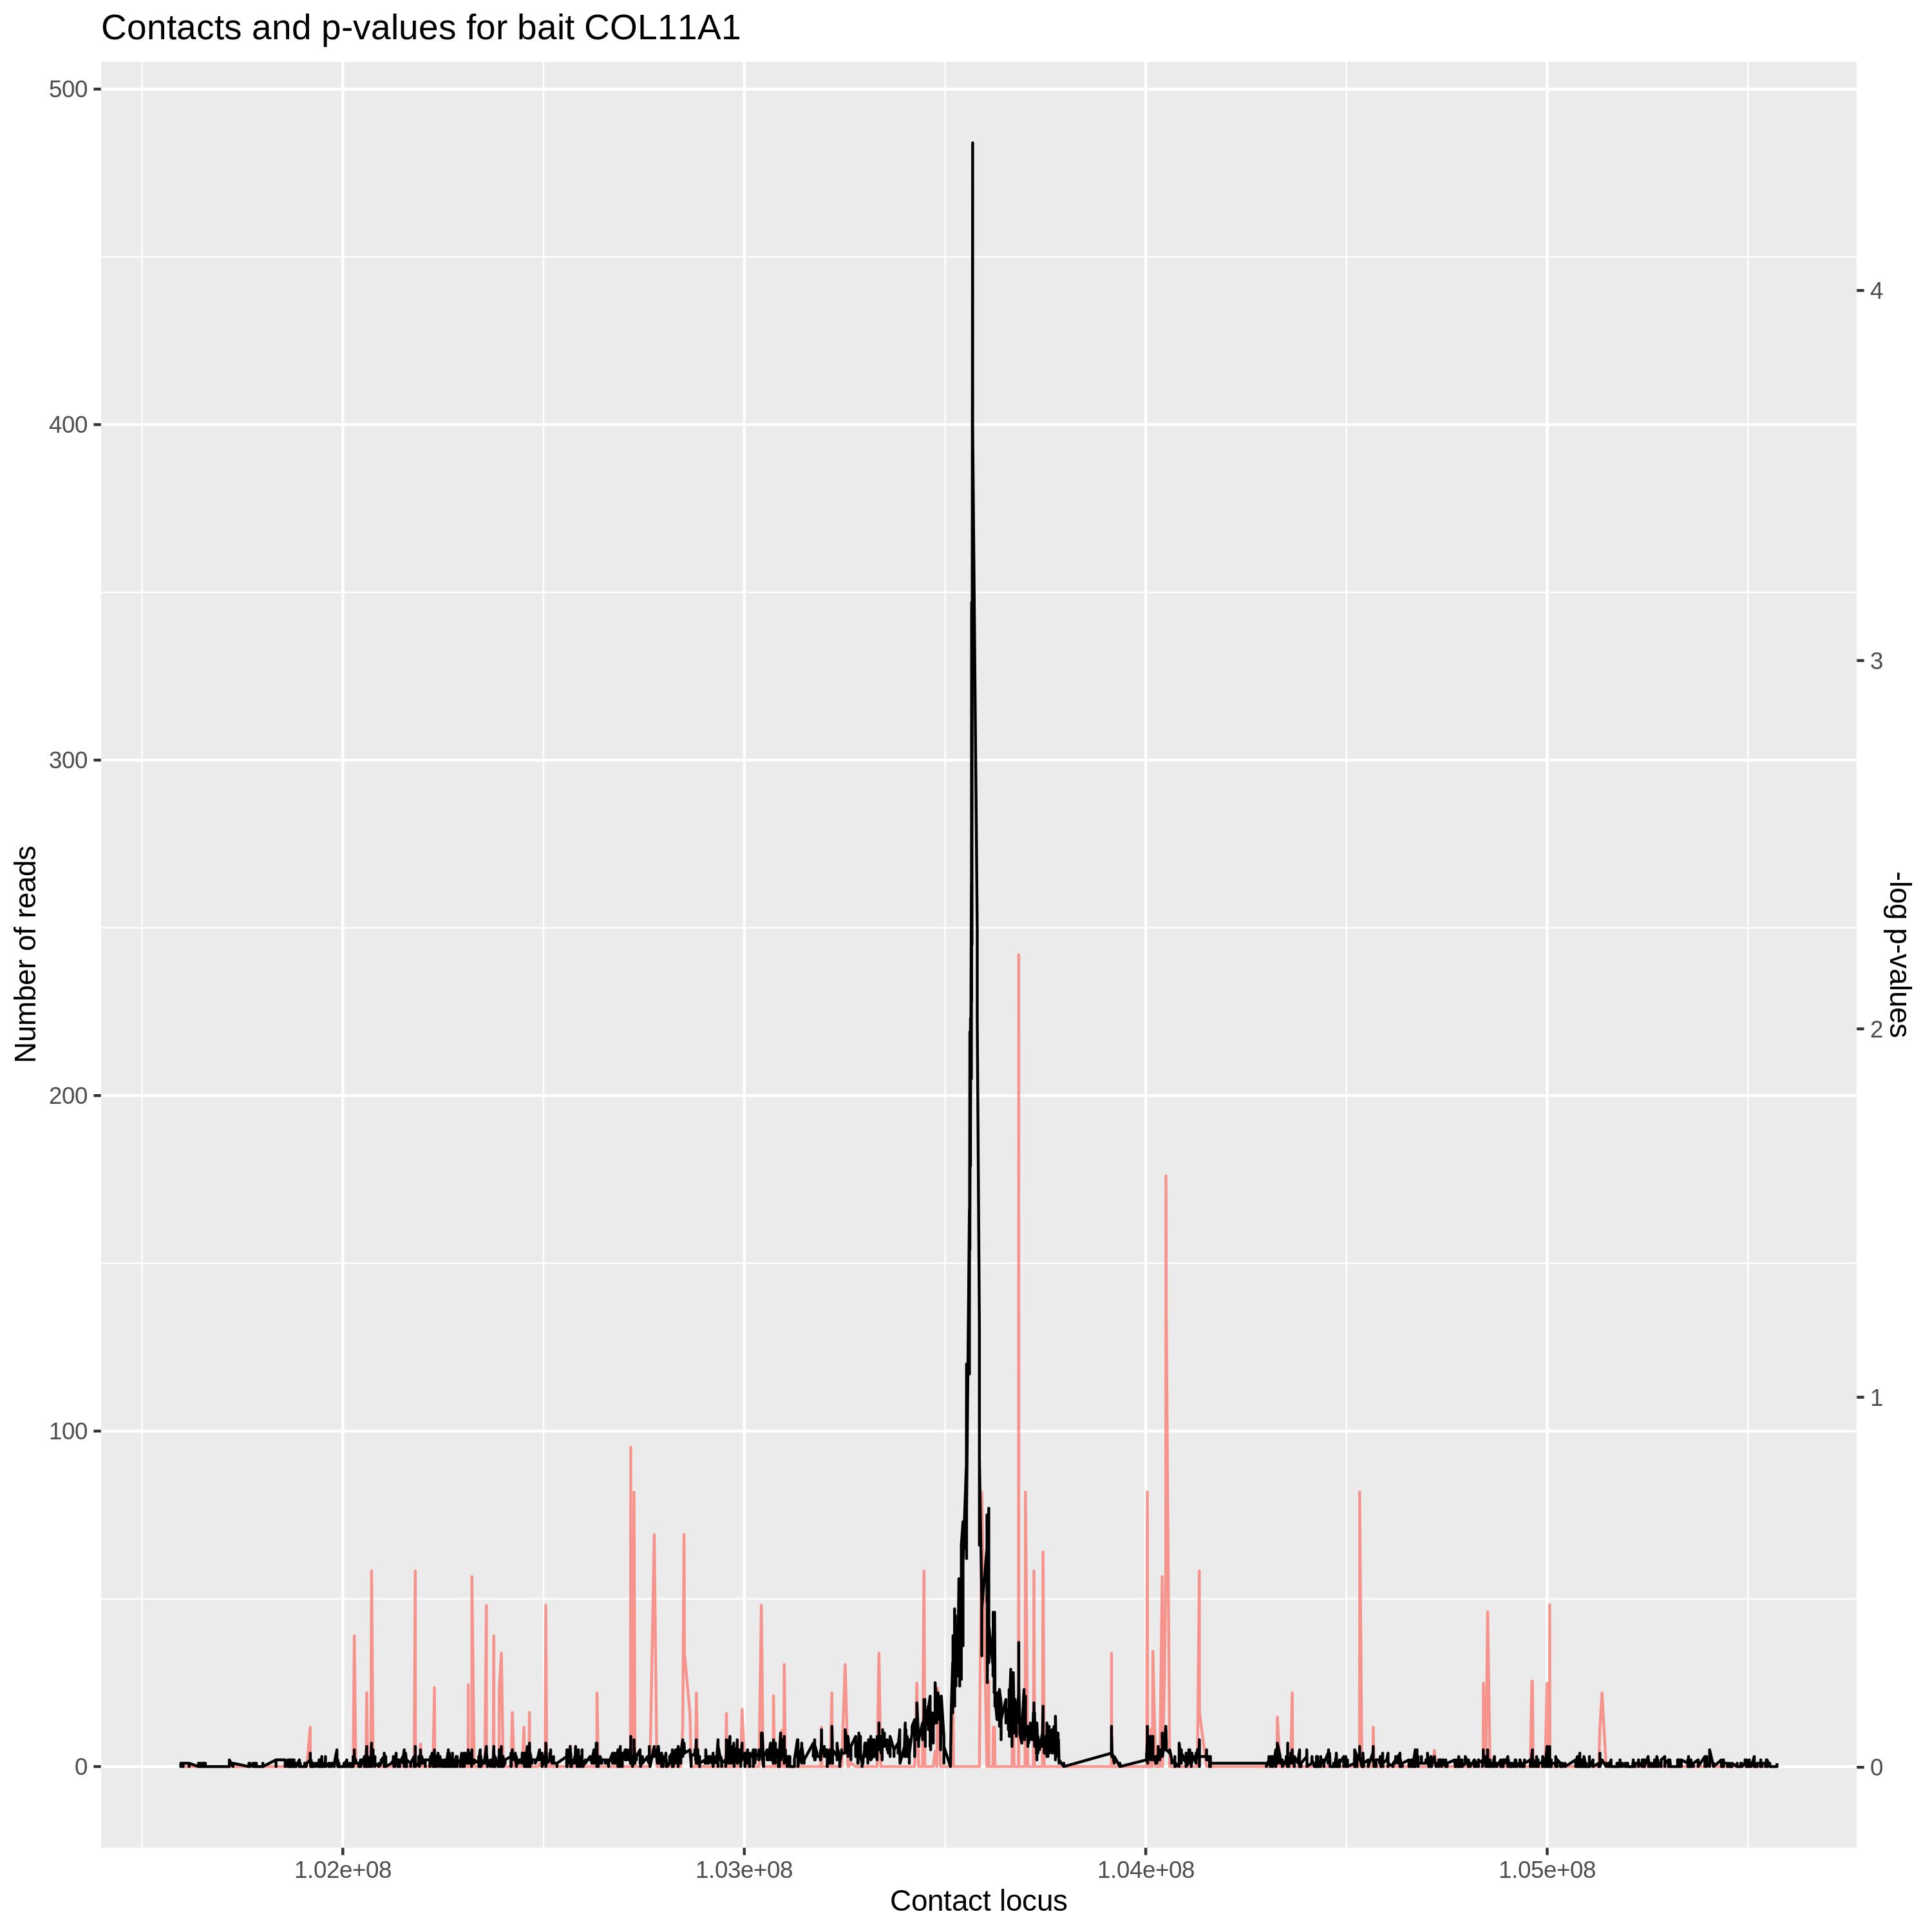 Contacts and p-values for bait COL11A1
500
400
300
200
100
0
Number of reads
4
3
2
1
0
-log p-values
1.02e+08 1.03e+08 1.04e+08 1.05e+08
Contact locus